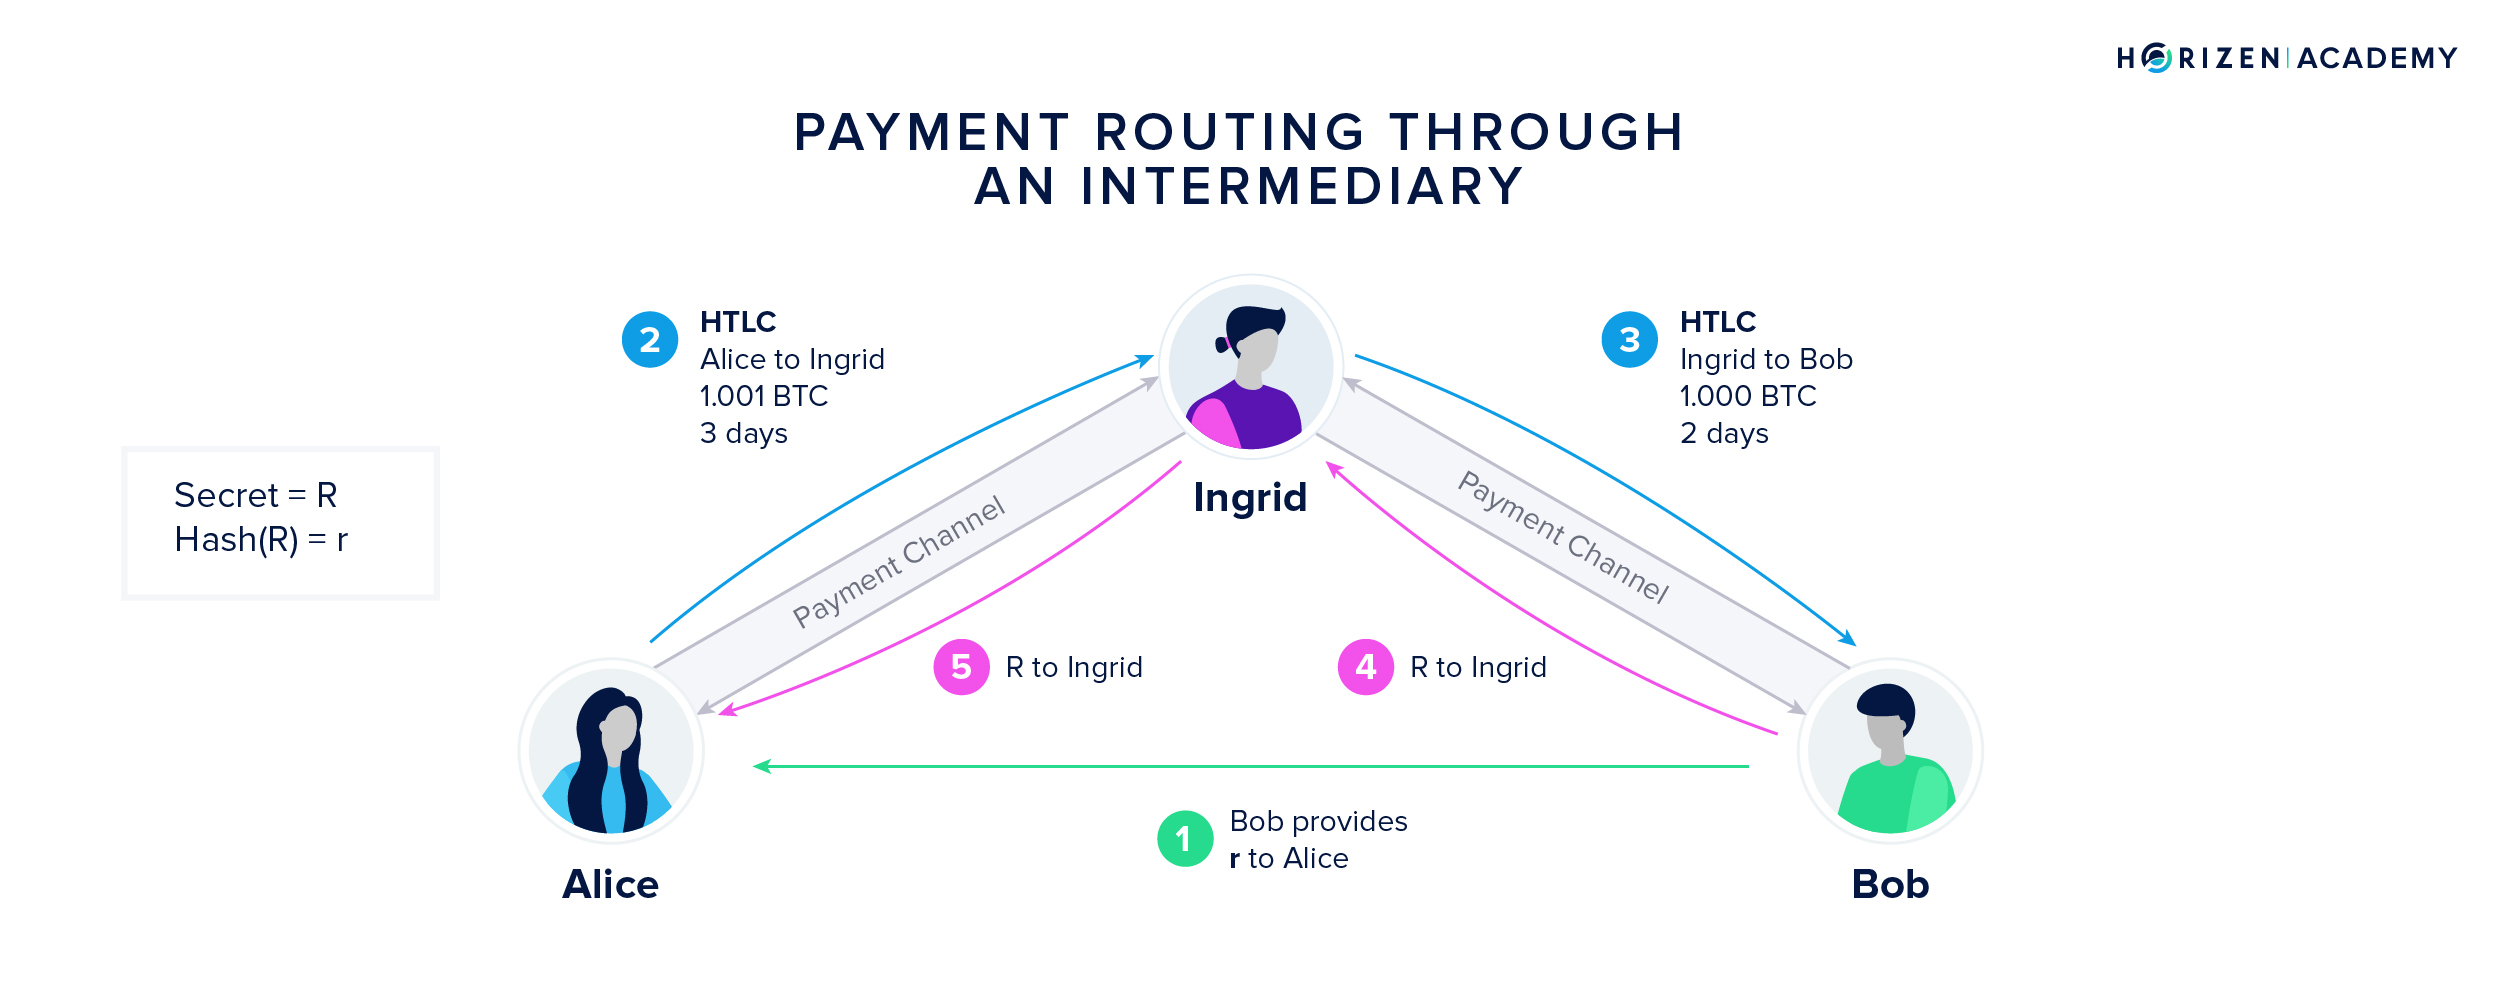 HORIZEN ACADEMY
PAYMENT ROUTING THROUGH
AN INTERMEDIARY
2
HTLC
Alice to Ingrid
1.001 BTC
3 days
3
HTLC
Ingrid to Bob
1.000 BTC
2 days
Secret = R
Hash(R) = r
Ingrid
Payment Channel
Payment Channel
5 R to Ingrid
4 R to Ingrid
1
Bob provides
r to Alice
Alice
Bob